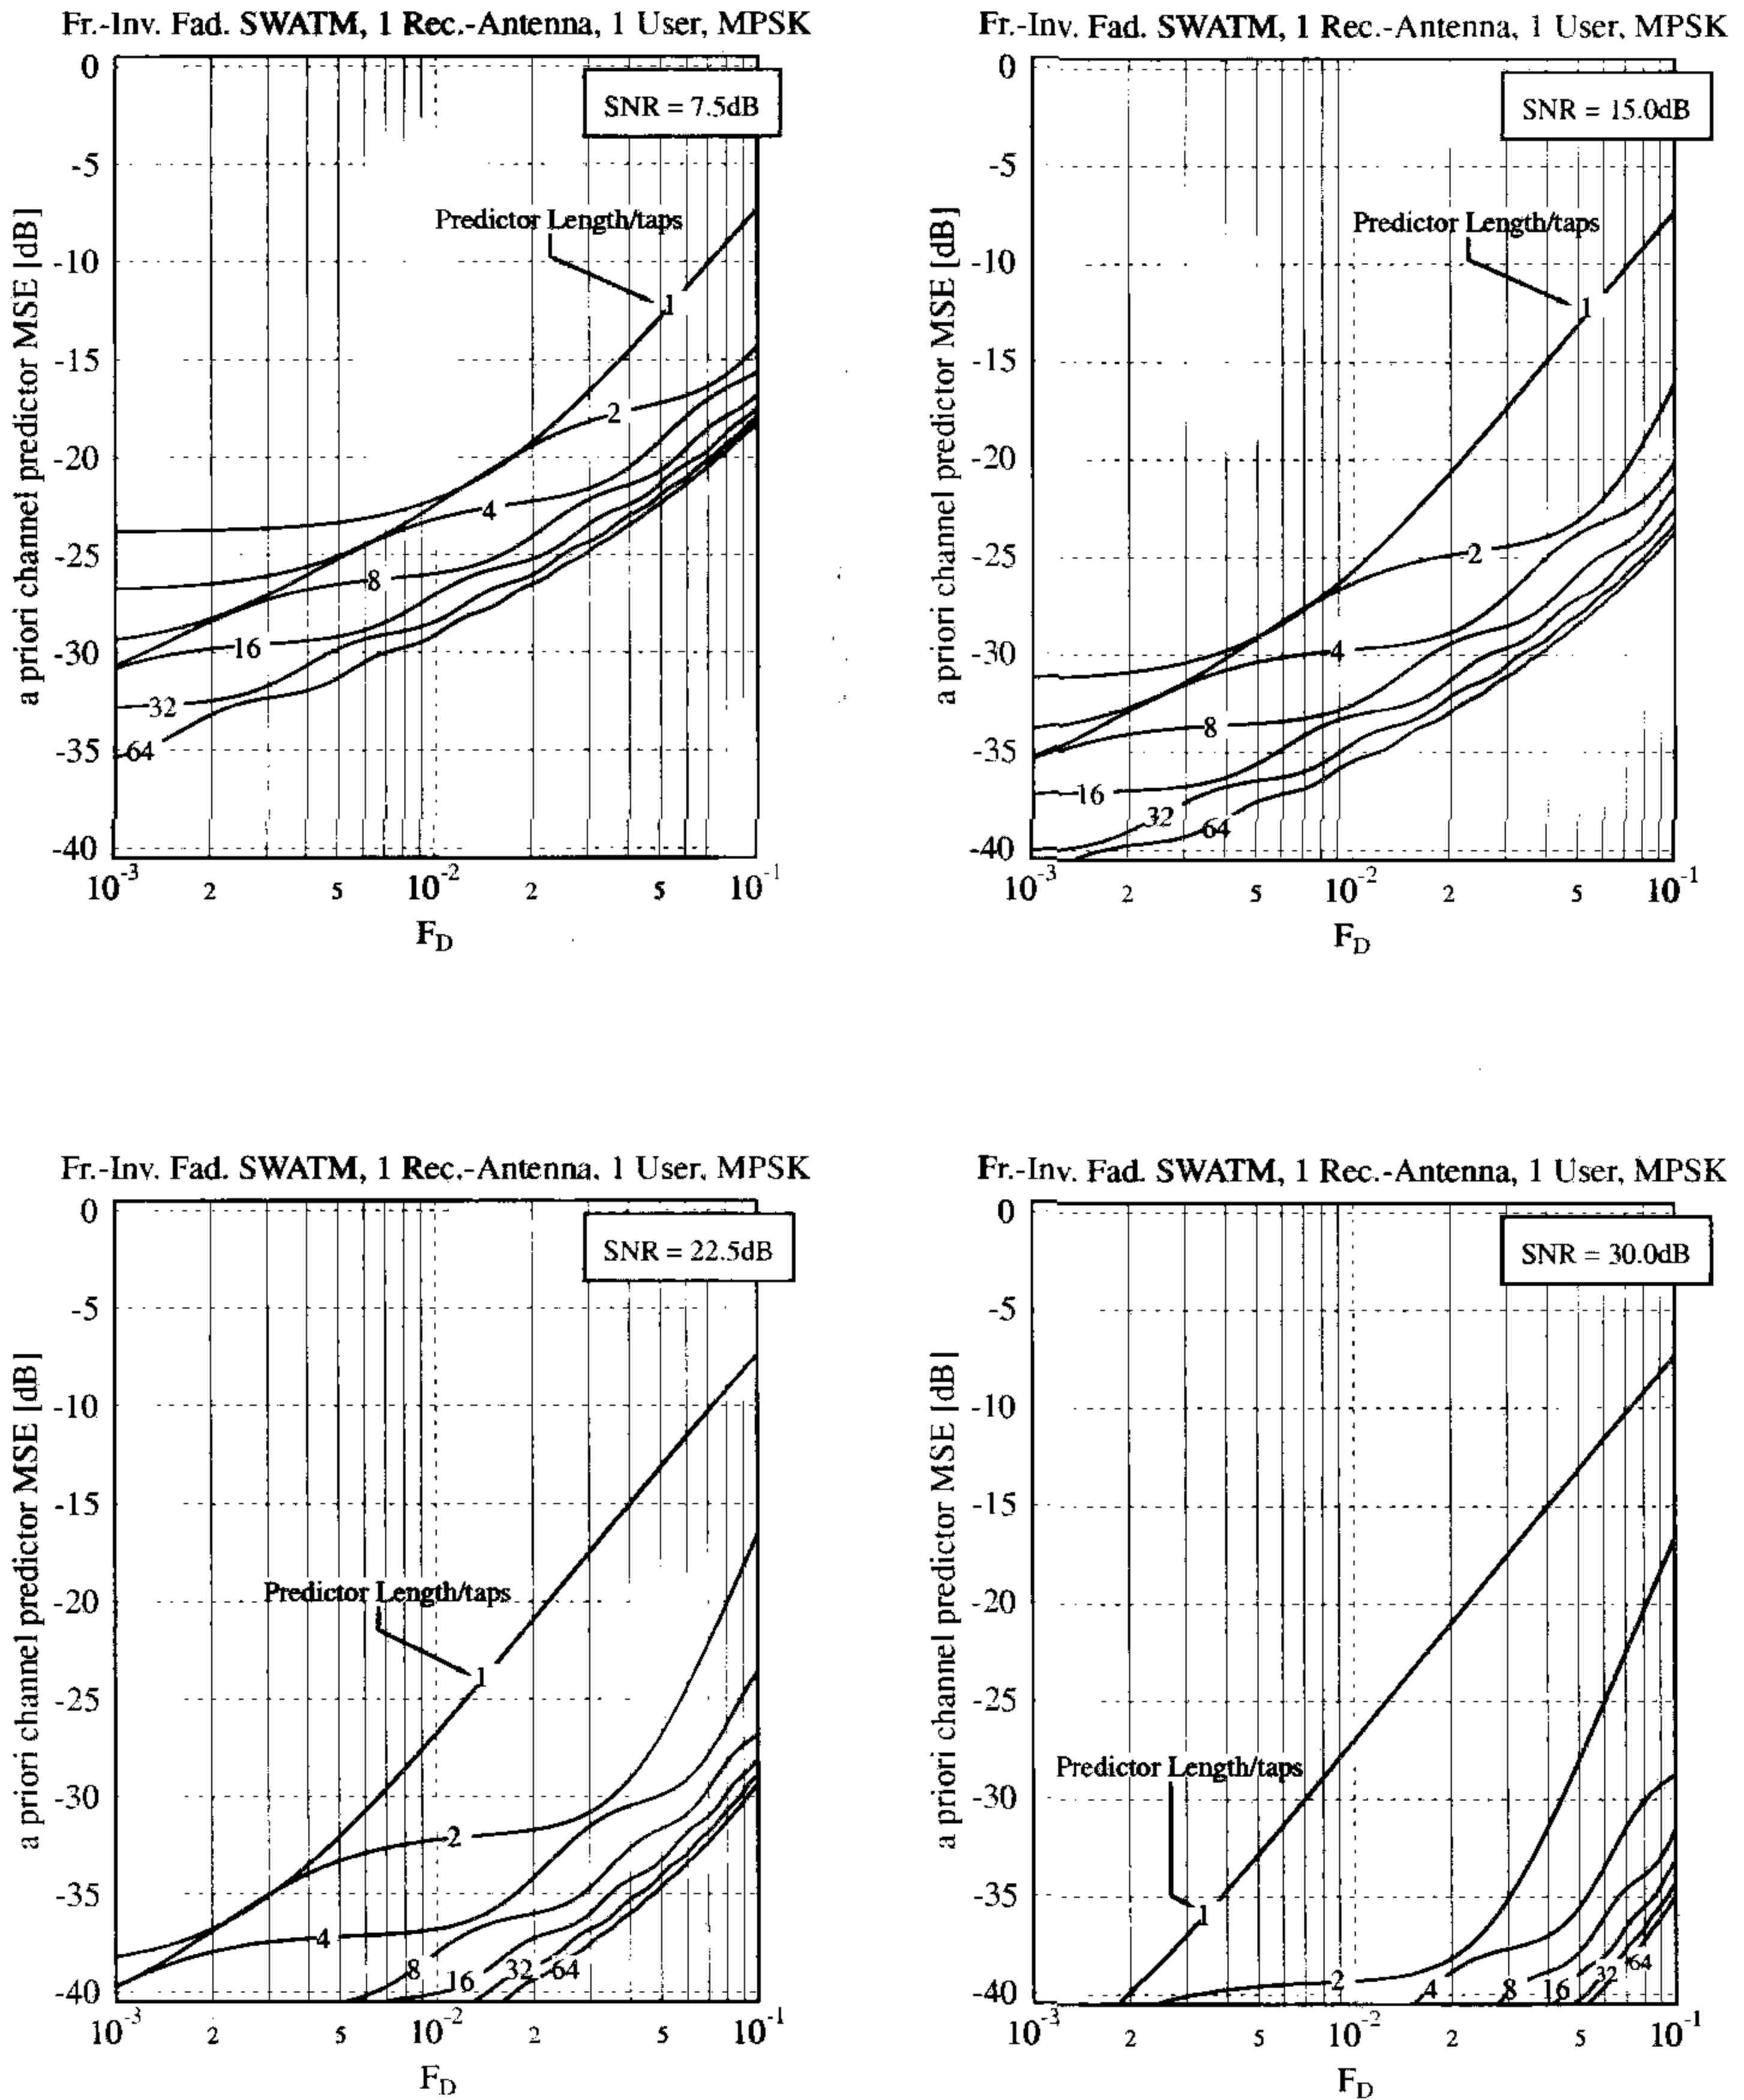 Fr.-Inv. Fad. SWATM, 1 Rec.-Antenna, 1 User, MPSK
SNR = 7.5dB
Predictor Length/taps
a priori channel predictor MSE [dB]
0
-5
-10
-15
-20
-25
-30
-35
-40
1
2
4
8
16
32
64
10-3 2 5 10-2 2 5 10-1
FD
Fr.-Inv. Fad. SWATM, 1 Rec.-Antenna, 1 User, MPSK
SNR = 15.0dB
Predictor Length/taps
a priori channel predictor MSE [dB]
0
-5
-10
-15
-20
-25
-30
-35
-40
1
2
4
8
16
32
64
10-3 2 5 10-2 2 5 10-1
FD
Fr.-Inv. Fad. SWATM, 1 Rec.-Antenna, 1 User, MPSK
SNR = 22.5dB
Predictor Length/taps
a priori channel predictor MSE [dB]
0
-5
-10
-15
-20
-25
-30
-35
-40
1
2
4
8 16 32 64
10-3 2 5 10-2 2 5 10-1
FD
Fr.-Inv. Fad. SWATM, 1 Rec.-Antenna, 1 User, MPSK
SNR = 30.0dB
Predictor Length/taps
a priori channel predictor MSE [dB]
0
-5
-10
-15
-20
-25
-30
-35
-40
1
2 4 8 16 32 64
10-3 2 5 10-2 2 5 10-1
FD